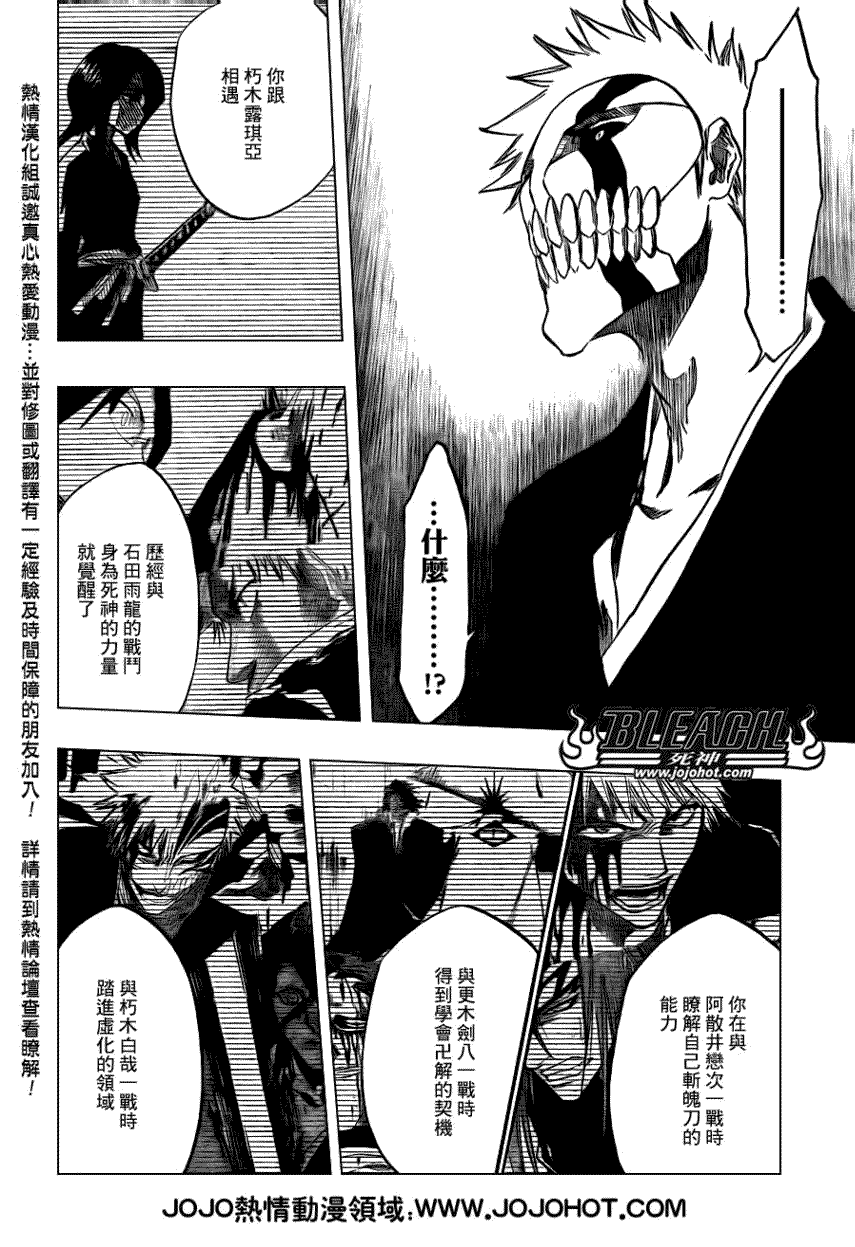 ──……
…什麼………!?
你跟
朽木露琪亞
相遇
歷經與
石田雨龍的戰鬥
身為死神的力量
就覺醒了
你在與
阿散井戀次一戰時
瞭解自己斬魄刀的
能力
與更木劍八一戰時
得到學會卍解的契機
與朽木白哉一戰時
踏進虛化的領域
BLEACH
死神
www.jojohot.com
熱情漢化組誠邀真心熱愛動漫…並對修圖或翻譯有一定經驗及時間保障的朋友加入！ 詳情請到熱情論壇查看瞭解！
JOJO熱情動漫領域:WWW.JOJOHOT.COM